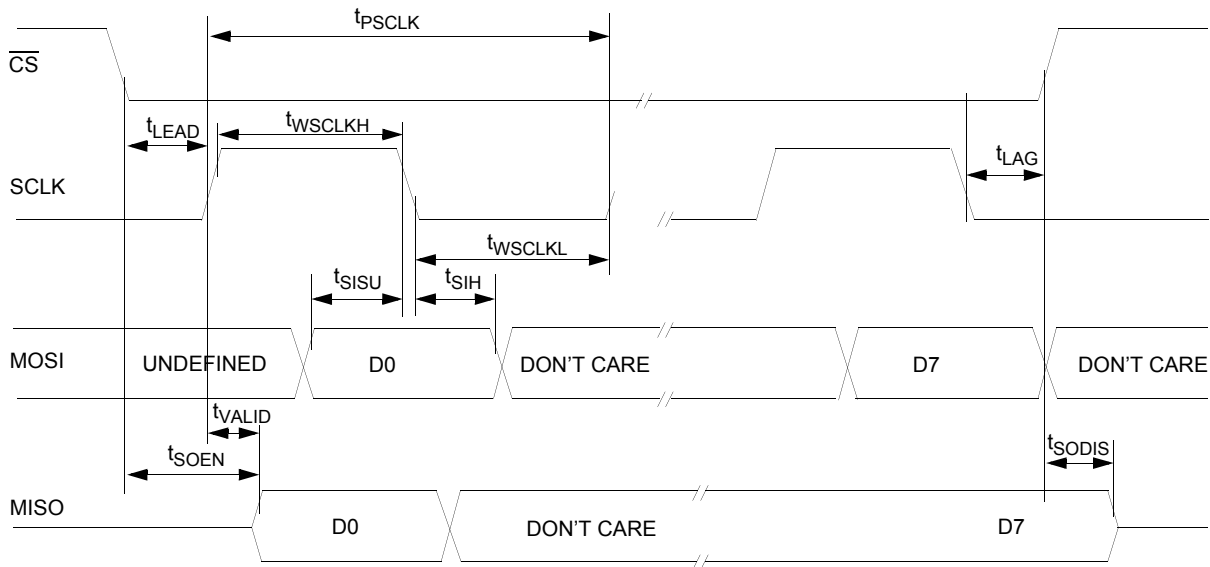 tPSCLK
CS
tLEAD
tWSCLKH
tLAG
SCLK
tWSCLKL
tSISU
tSIH
MOSI
UNDEFINED
D0
DON'T CARE
D7
DON'T CARE
tVALID
tSOEN
tSODIS
MISO
D0
DON'T CARE
D7